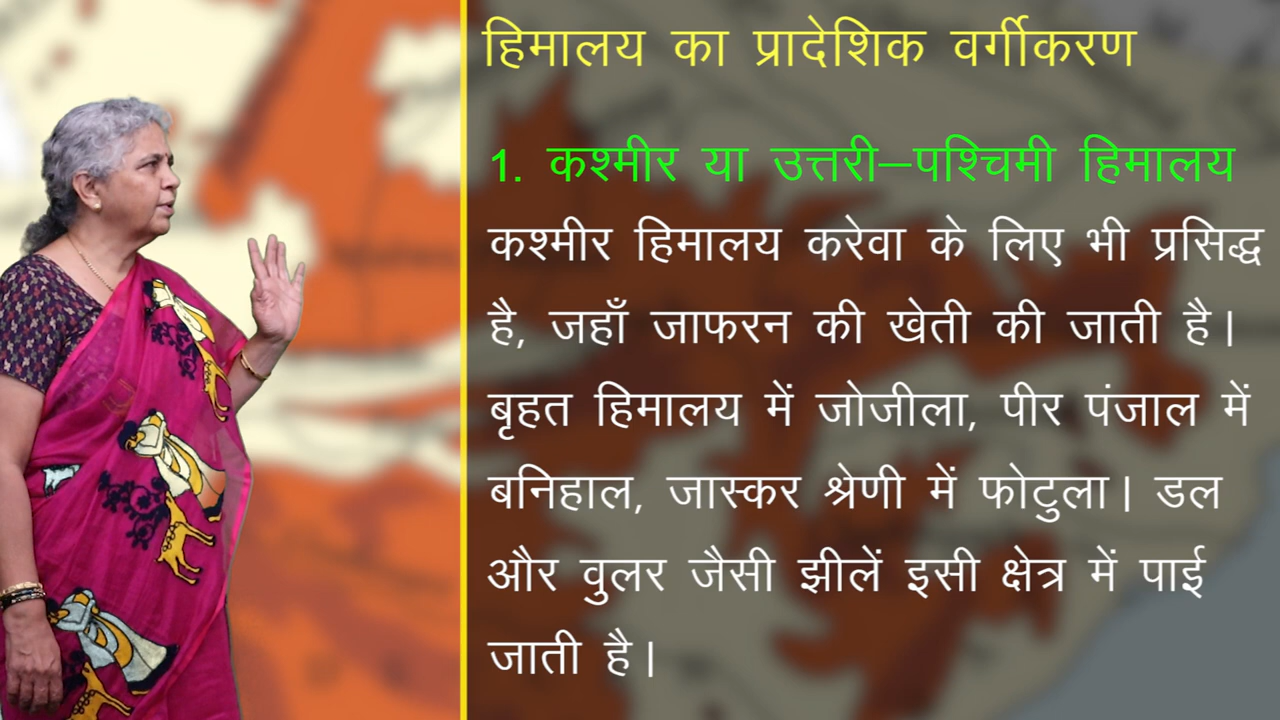 हिमालय का प्रादेशिक वर्गीकरण
1. कश्मीर या उत्तरी–पश्चिमी हिमालय
कश्मीर हिमालय करेवा के लिए भी प्रसिद्ध
है, जहाँ जाफरन की खेती की जाती है।
बृहत हिमालय में जोजीला, पीर पंजाल में
बनिहाल, जास्कर श्रेणी में फोटुला। डल
और वुलर जैसी झीलें इसी क्षेत्र में पाई
जाती है।